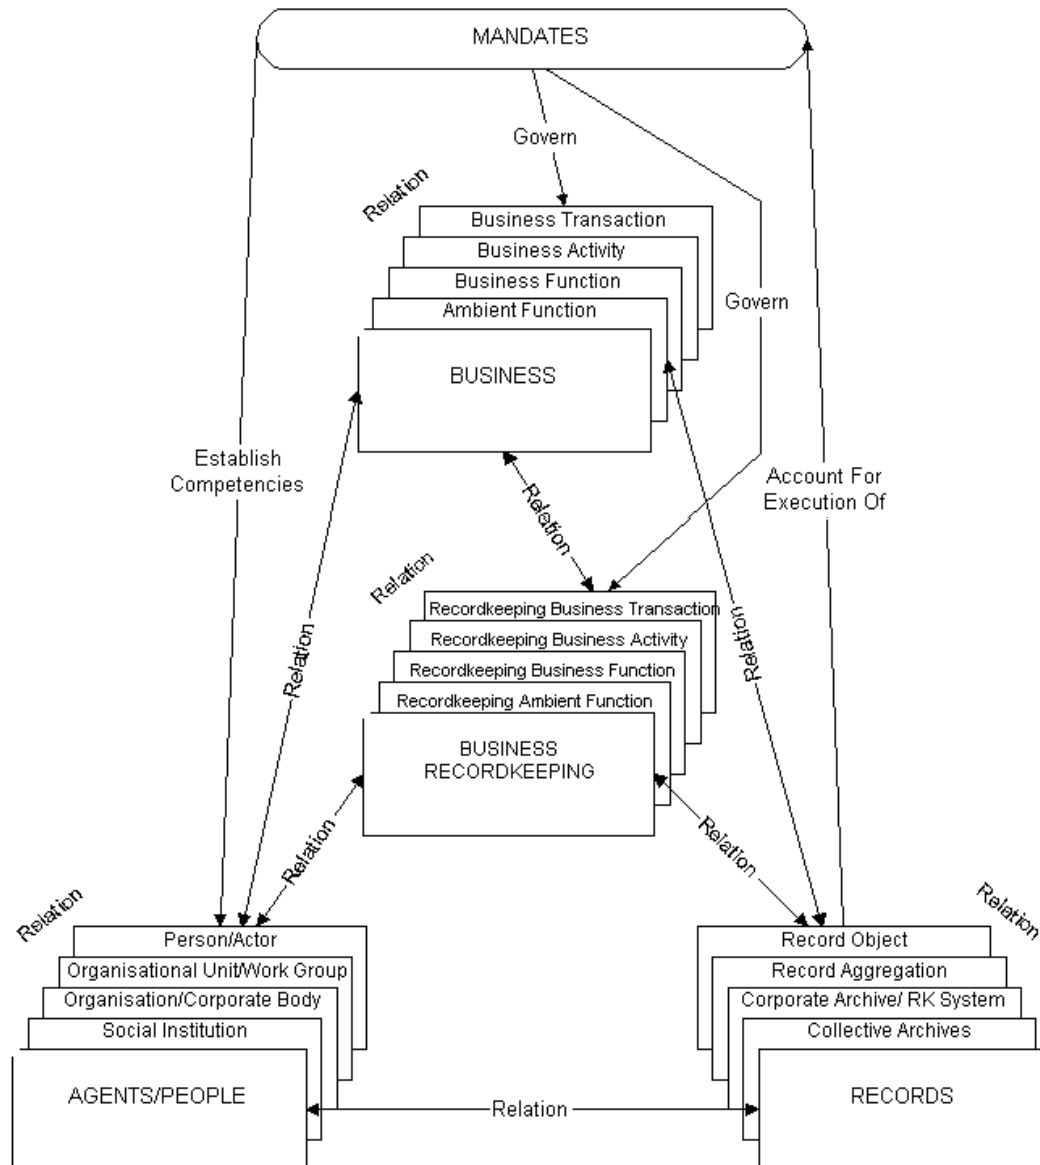 MANDATES
Govern
Relation
Business Transaction
Business Activity
Business Function
Govern
Ambient Function
BUSINESS
Establish
Competencies
Account For
Execution Of
Relation
Relation
Recordkeeping Business Transaction
Recordkeeping Business Activity
Recordkeeping Business Function
Recordkeeping Ambient Function
Relation
Relation
BUSINESS
RECORDKEEPING
Relation
Relation
Relation
Relation
Person/Actor
Organisational Unit/Work Group
Organisation/Corporate Body
Social Institution
AGENTS/PEOPLE
Record Object
Record Aggregation
Corporate Archive/ RK System
Collective Archives
RECORDS
Relation